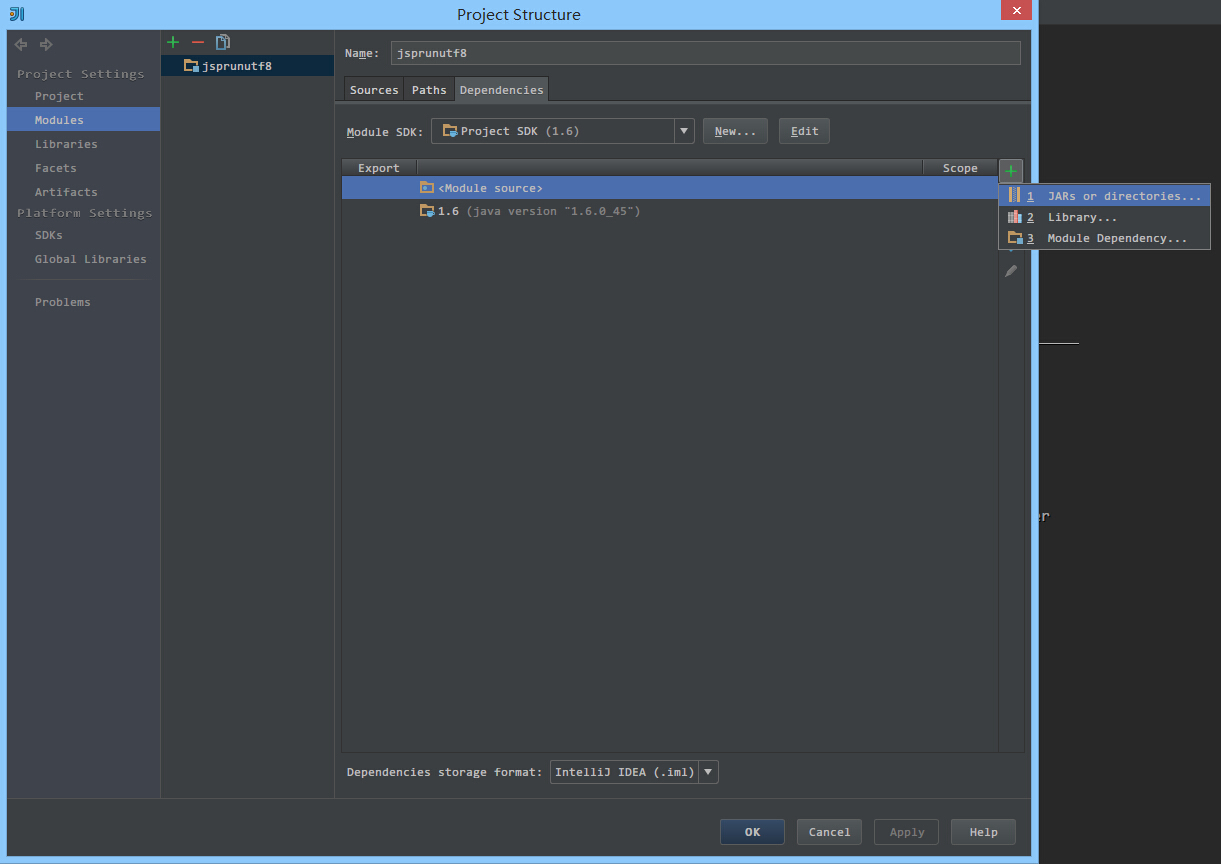 Project Structure
Project Settings
Project
Modules
Libraries
Facets
Artifacts
Platform Settings
SDKs
Global Libraries
Problems
jsprunutf8
Name: jsprunutf8
Sources Paths Dependencies
Module SDK: Project SDK (1.6) New... Edit
Export Scope
<Module source>
1.6 (java version "1.6.0_45")
1 JARs or directories...
2 Library...
3 Module Dependency...
er
Dependencies storage format: IntelliJ IDEA (.iml)
OK Cancel Apply Help